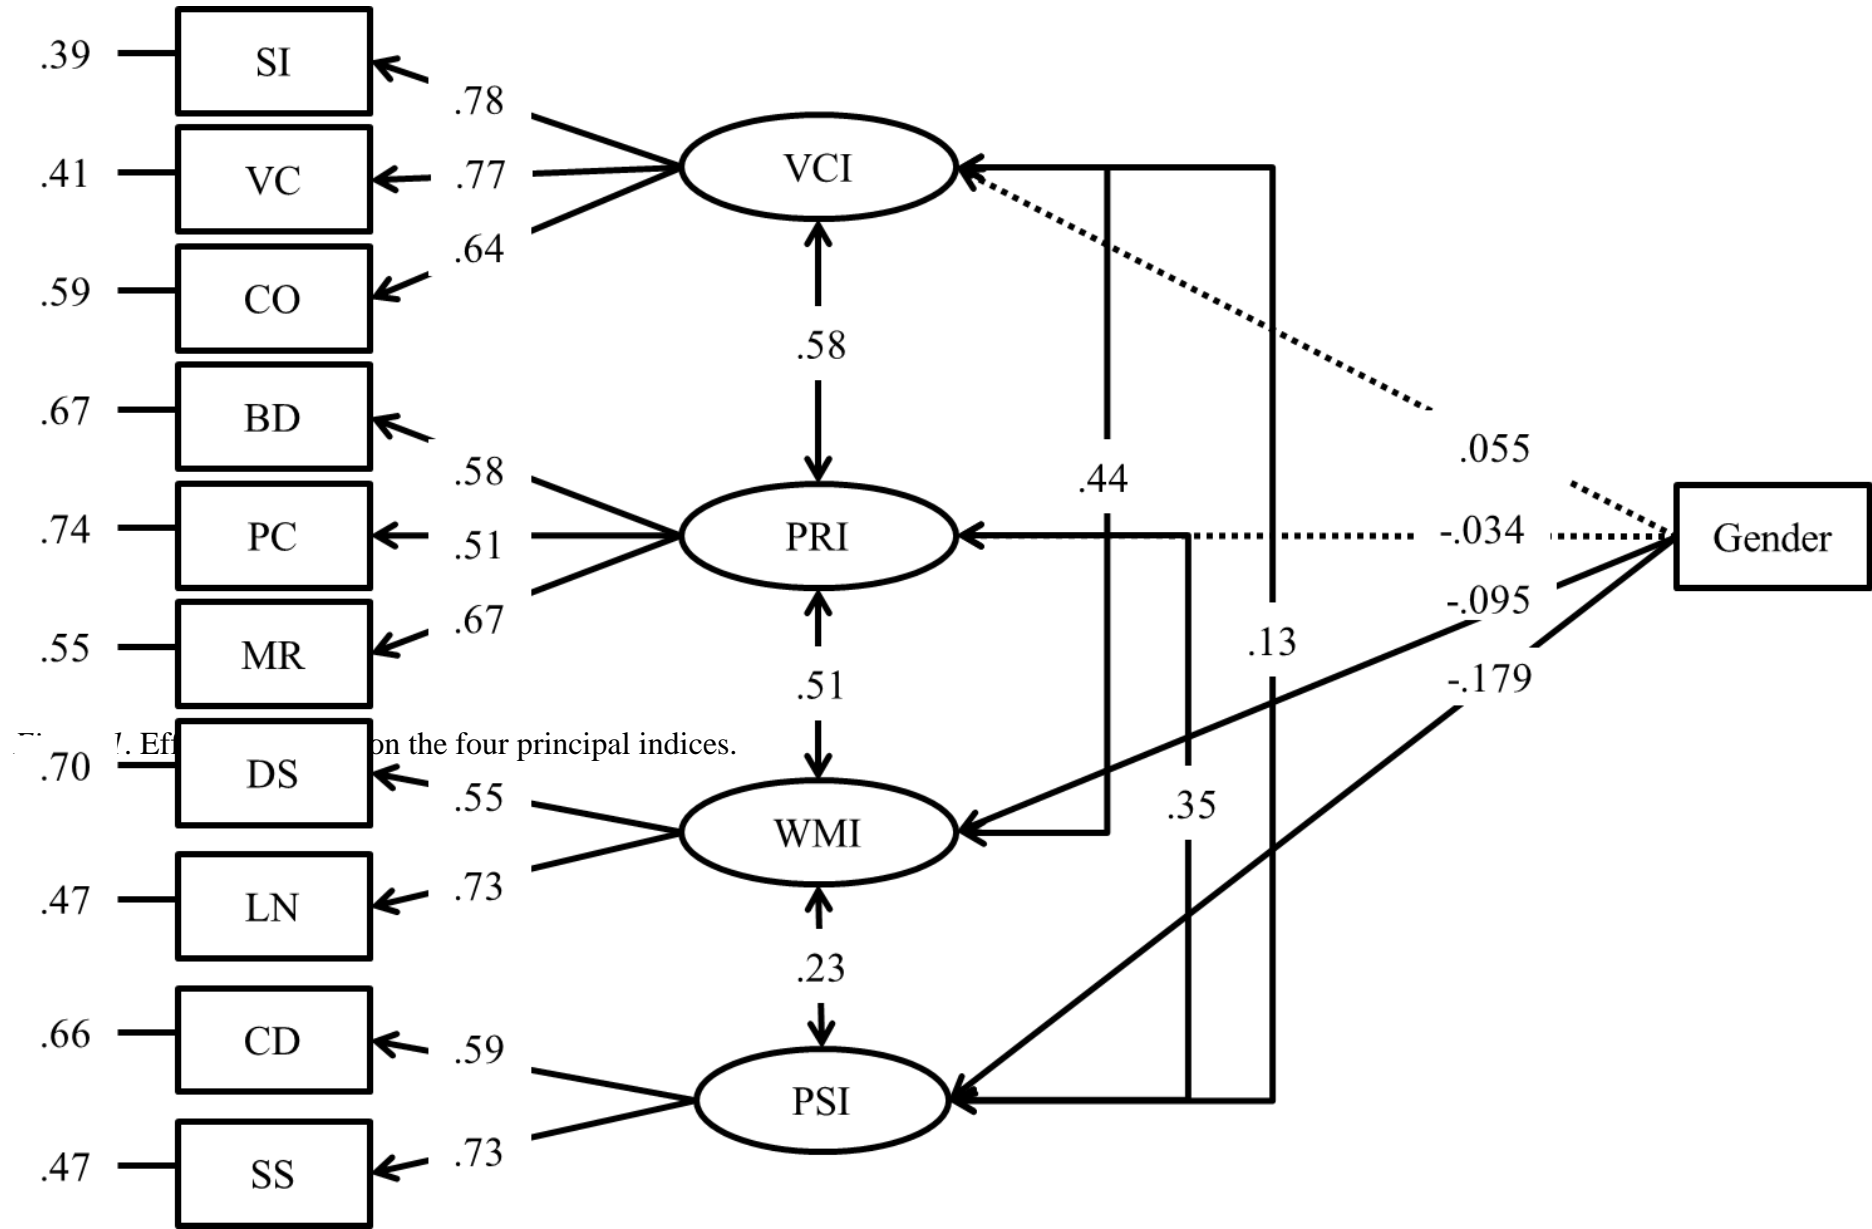 .39 SI
.78
.41 VC
.77
VCI
.64
.59 CO
.58
.67 BD
.58
.055
.44
.74 PC
.51
PRI
-.034
Gender
-.095
.67
.55 MR
.13
.51
-.179
1. on the four principal indices.
.70 DS
.55
.35
WMI
.73
.47 LN
.23
.66 CD
.59
PSI
.73
.47 SS